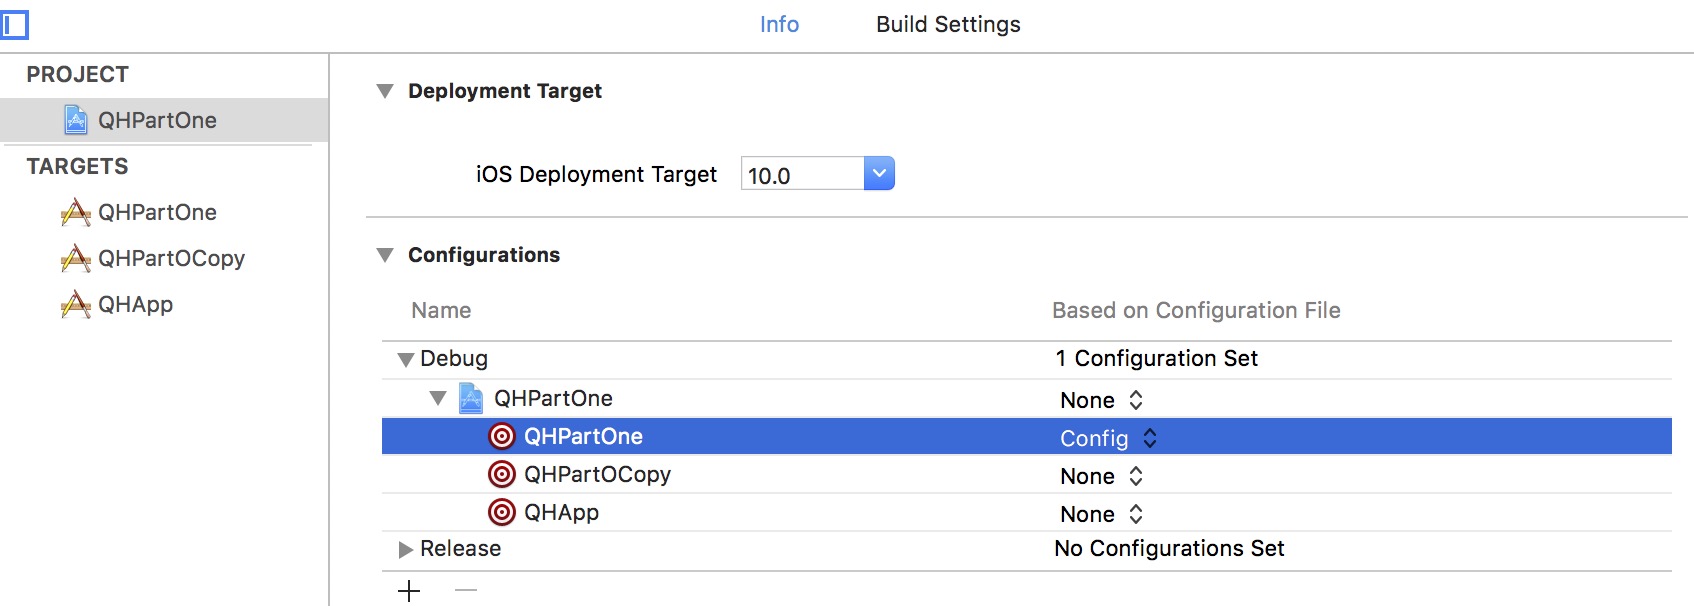 Info Build Settings
PROJECT
QHPartOne
TARGETS
QHPartOne
QHPartOCopy
QHApp
Deployment Target
iOS Deployment Target 10.0
Configurations
Name Based on Configuration File
Debug 1 Configuration Set
QHPartOne None
QHPartOne Config
QHPartOCopy None
QHApp None
Release No Configurations Set